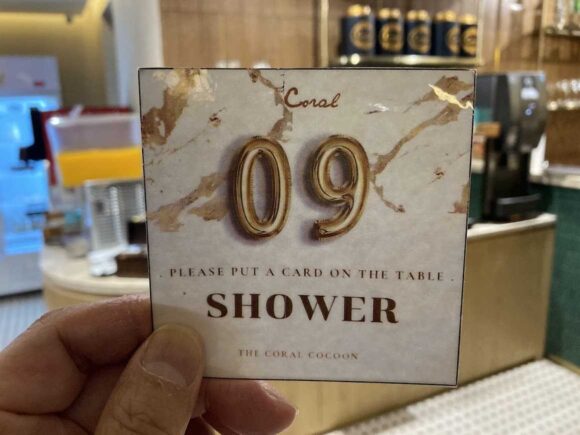 Coral
09
. PLEASE PUT A CARD ON THE TABLE .
SHOWER
THE CORAL COCOON